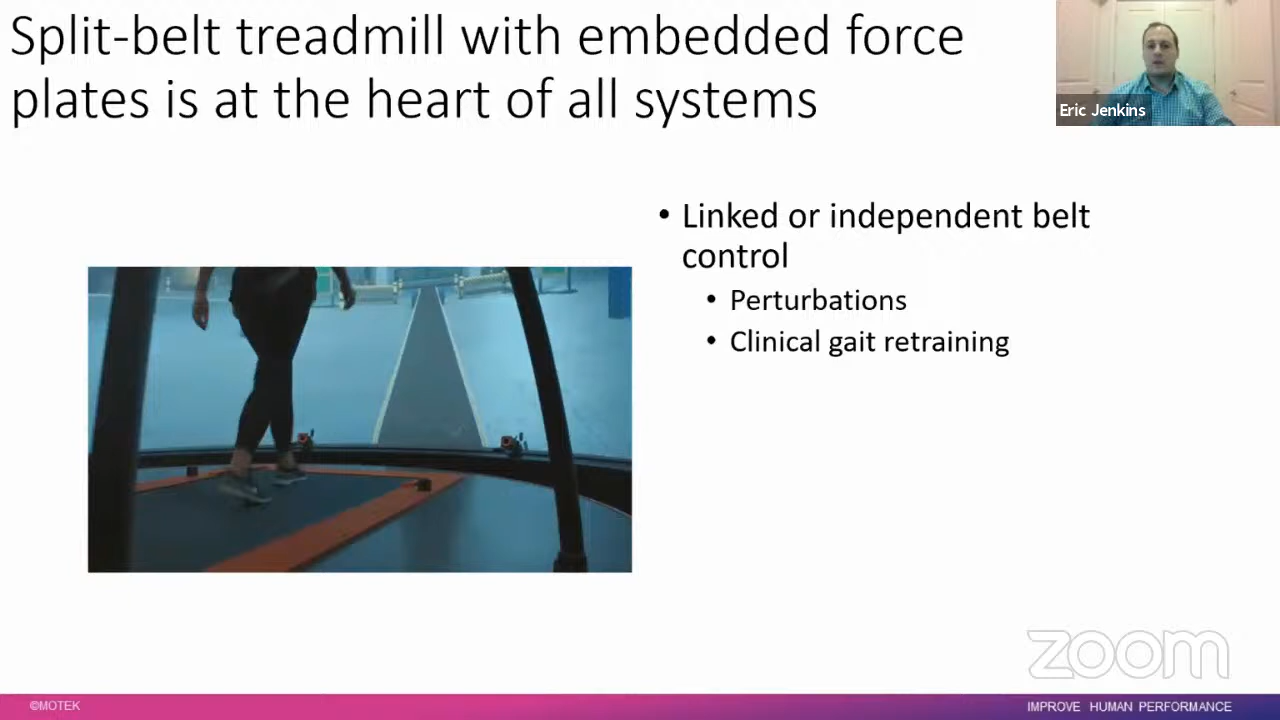 Split-belt treadmill with embedded force
plates is at the heart of all systems
Eric Jenkins
• Linked or independent belt
control
• Perturbations
• Clinical gait retraining
zoom
©MOTEK
IMPROVE HUMAN PERFORMANCE